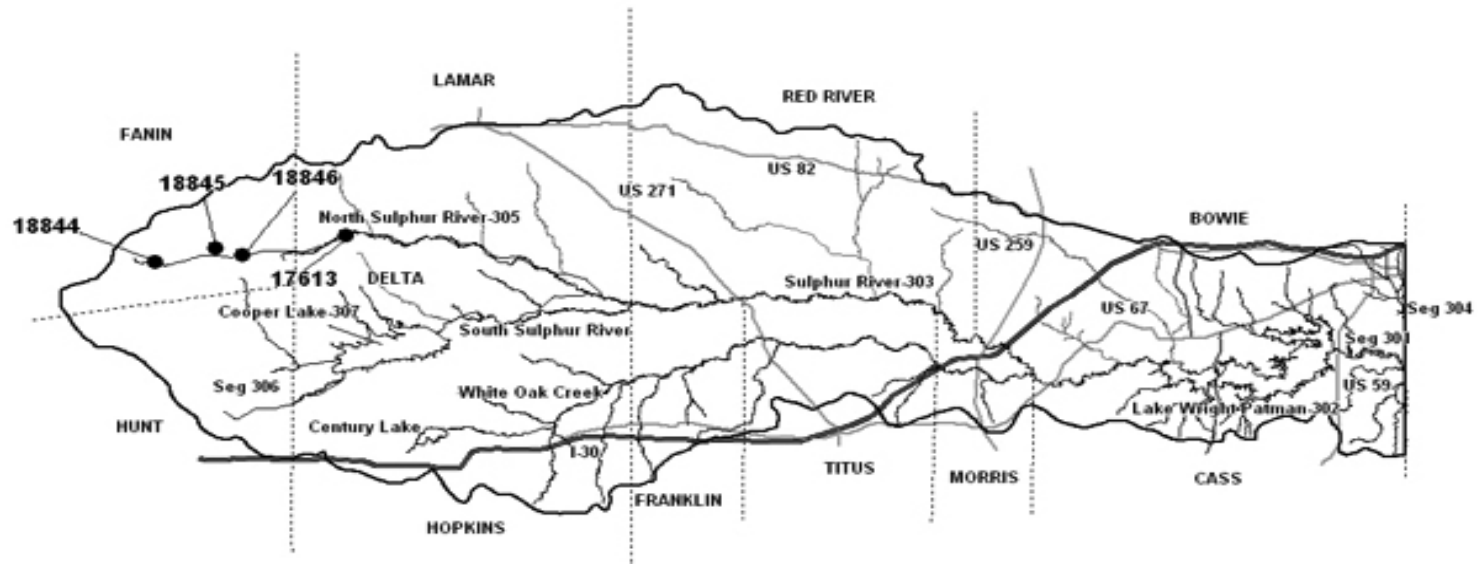 LAMAR
RED RIVER
FANIN
US 82
18845
18846
US 271
18844
North Sulphur River-305
BOWIE
US 259
17613
DELTA
Sulphur River-303
Cooper Lake-307
US 67
Seg 304
South Sulphur River
Seg 301
Seg 306
White Oak Creek
US 59
Lake Wright Patman-302
HUNT
Century Lake
I-30
TITUS
MORRIS
CASS
FRANKLIN
HOPKINS